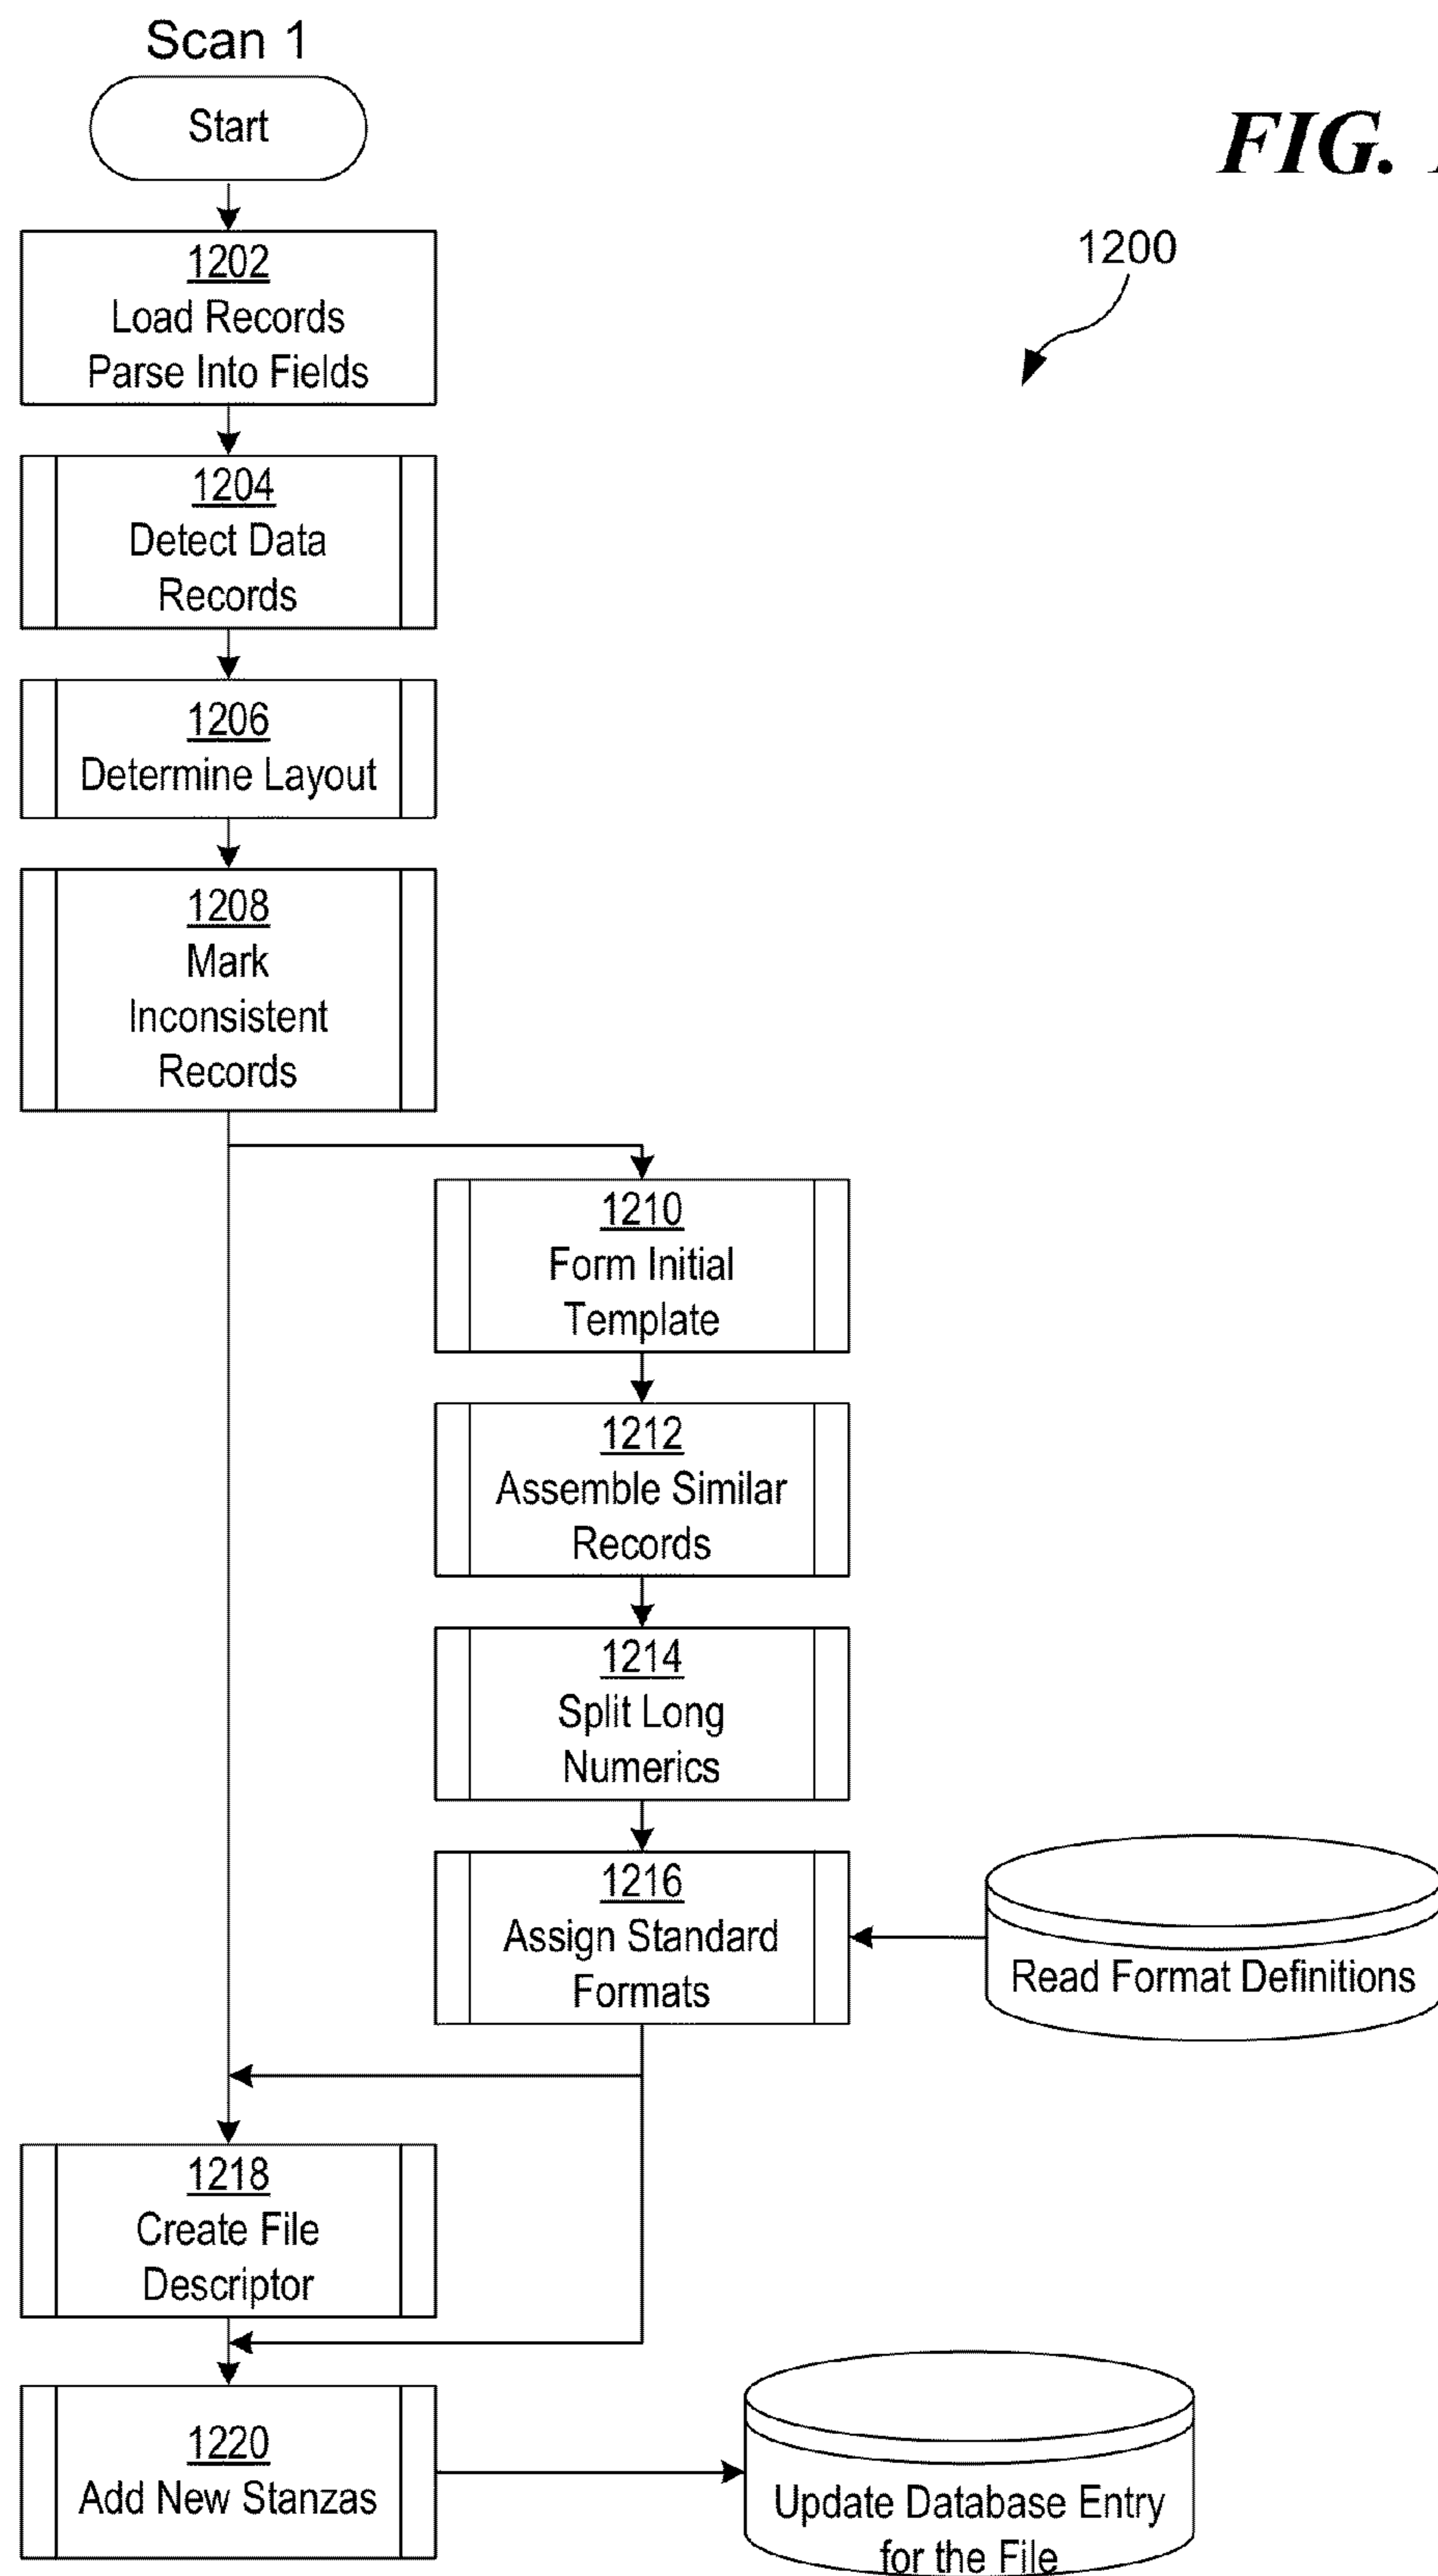 Scan 1
Start
FIG.
1200
1202
Load Records
Parse Into Fields
1204
Detect Data
Records
1206
Determine Layout
1208
Mark
Inconsistent
Records
1210
Form Initial
Template
1212
Assemble Similar
Records
1214
Split Long
Numerics
1216
Assign Standard
Formats
Read Format Definitions
1218
Create File
Descriptor
1220
Add New Stanzas
Update Database Entry
for the File